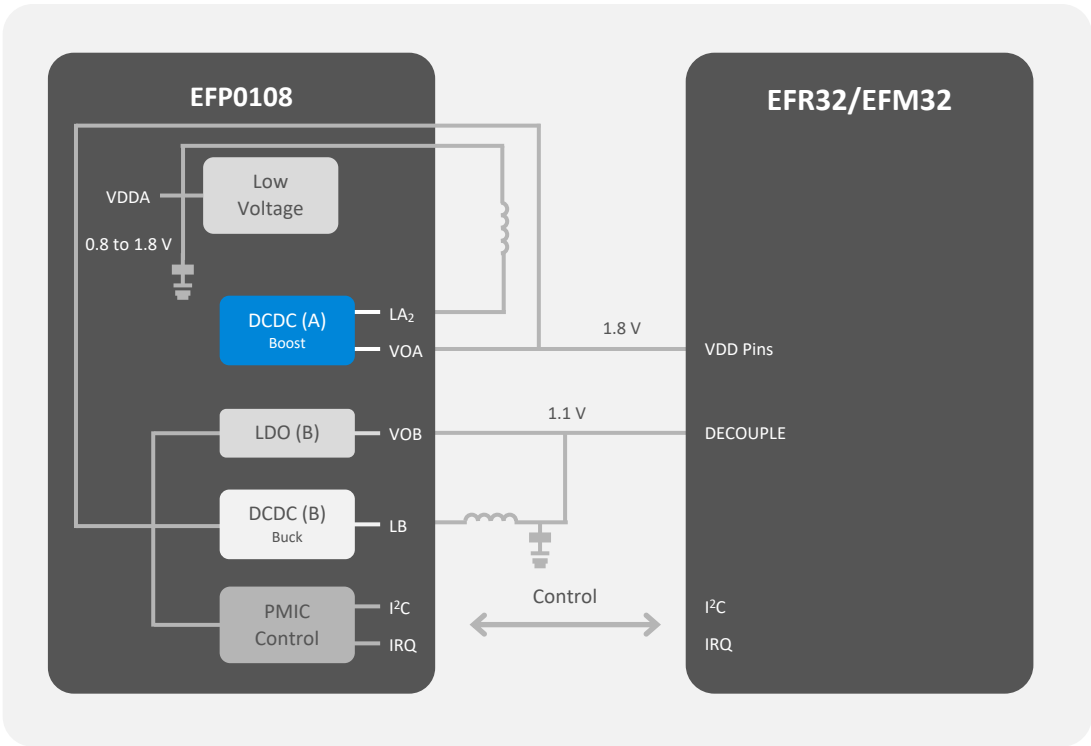 EFP0108
EFR32/EFM32
Low
Voltage
VDDA
0.8 to 1.8 V
DCDC (A)
Boost
LA₂
VOA
1.8 V
VDD Pins
1.1 V
LDO (B)
VOB
DECOUPLE
DCDC (B)
Buck
LB
Control
PMIC
Control
I²C
IRQ
I²C
IRQ